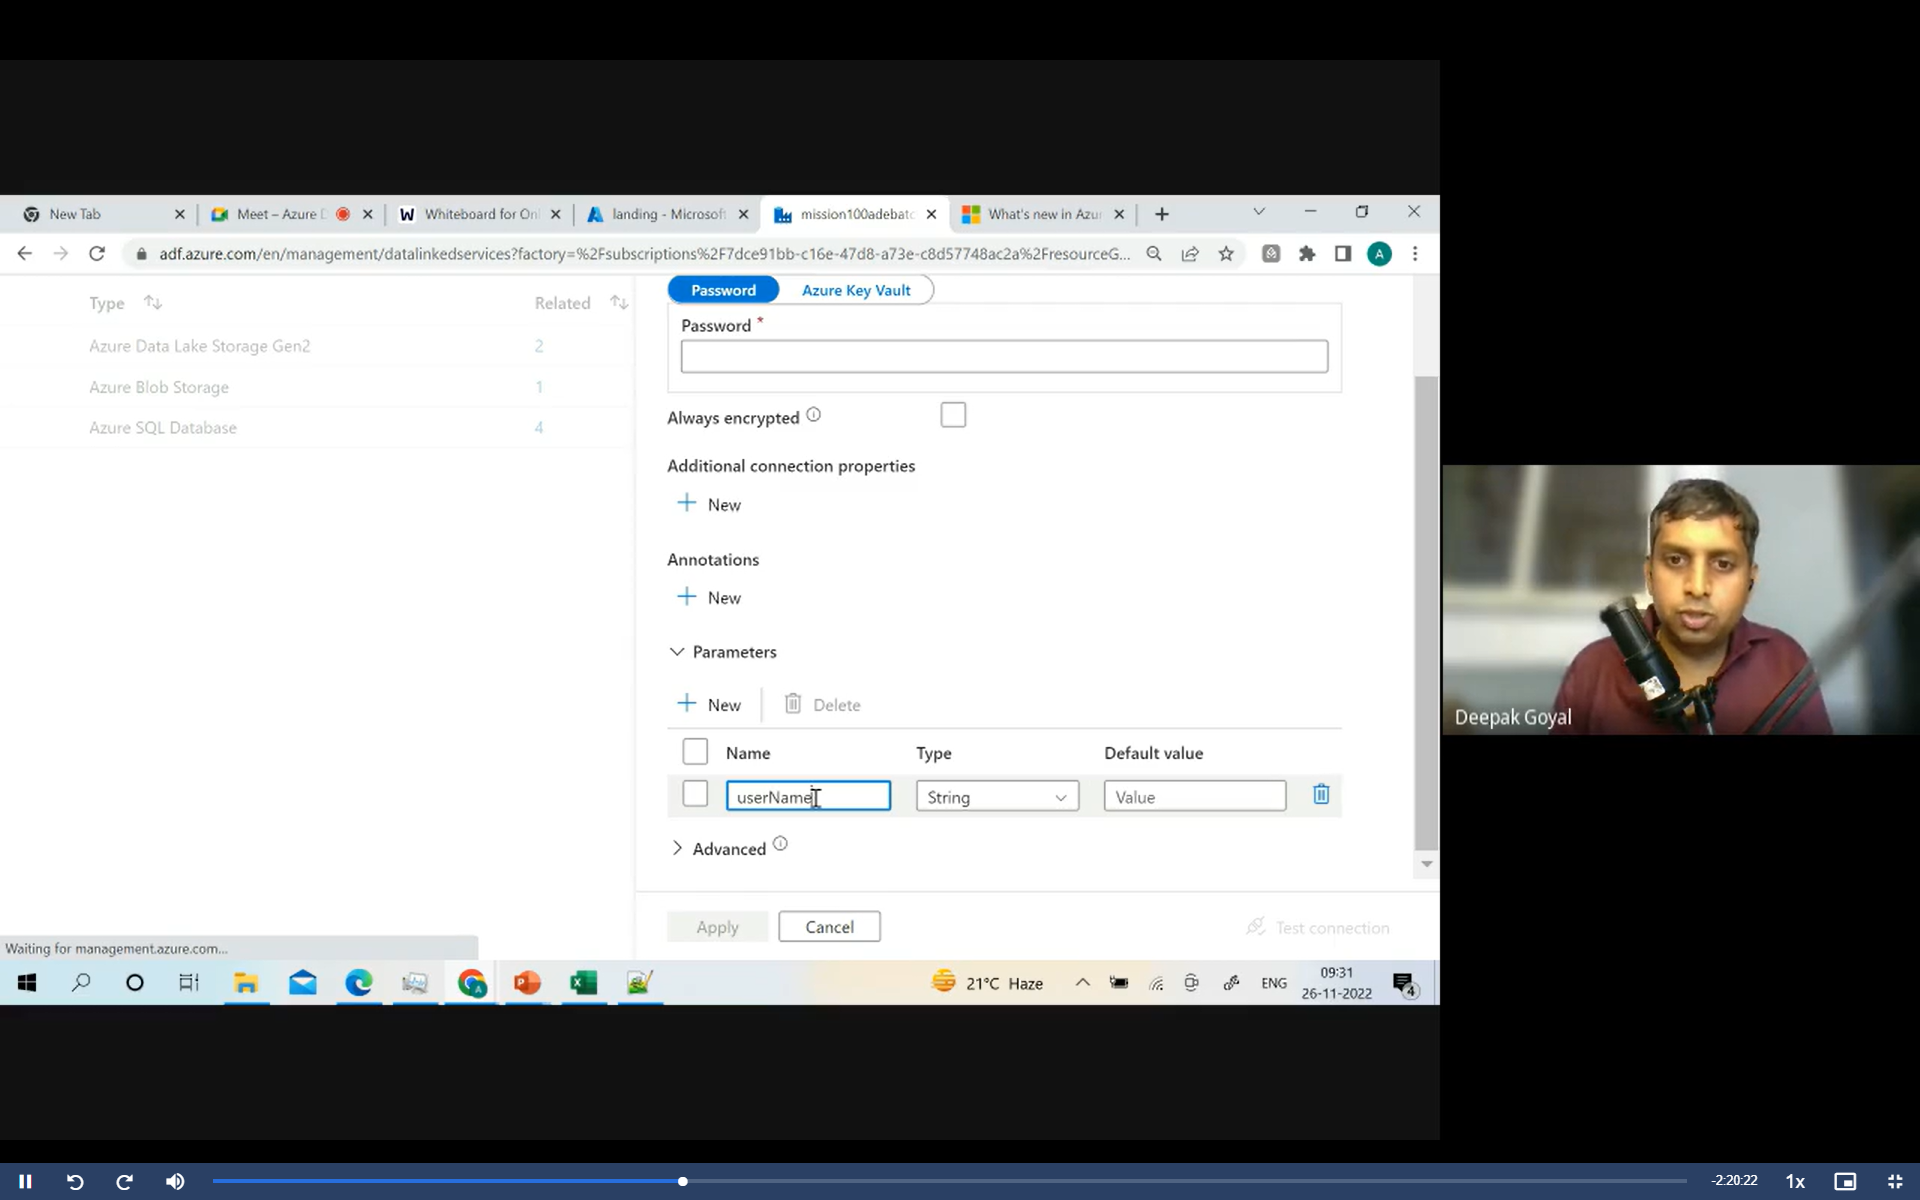 New Tab
Meet – Azure D
Whiteboard for Onl
landing - Microsoft
mission100adebatc
What's new in Azur
adf.azure.com/en/management/datalinkedservices?factory=%2Fsubscriptions%2F7dce91bb-c16e-47d8-a73e-c8d57748ac2a%2FresourceG...
A
Type
Related
Azure Data Lake Storage Gen2
2
Azure Blob Storage
1
Azure SQL Database
4
Password
Azure Key Vault
Password *
Always encrypted
Additional connection properties
New
Annotations
New
Parameters
New
Delete
Name
Type
Default value
userName
String
Value
Advanced
Apply
Cancel
Test connection
Waiting for management.azure.com...
21°C Haze
ENG
09:31
26-11-2022
4
Deepak Goyal
-2:20:22
1x